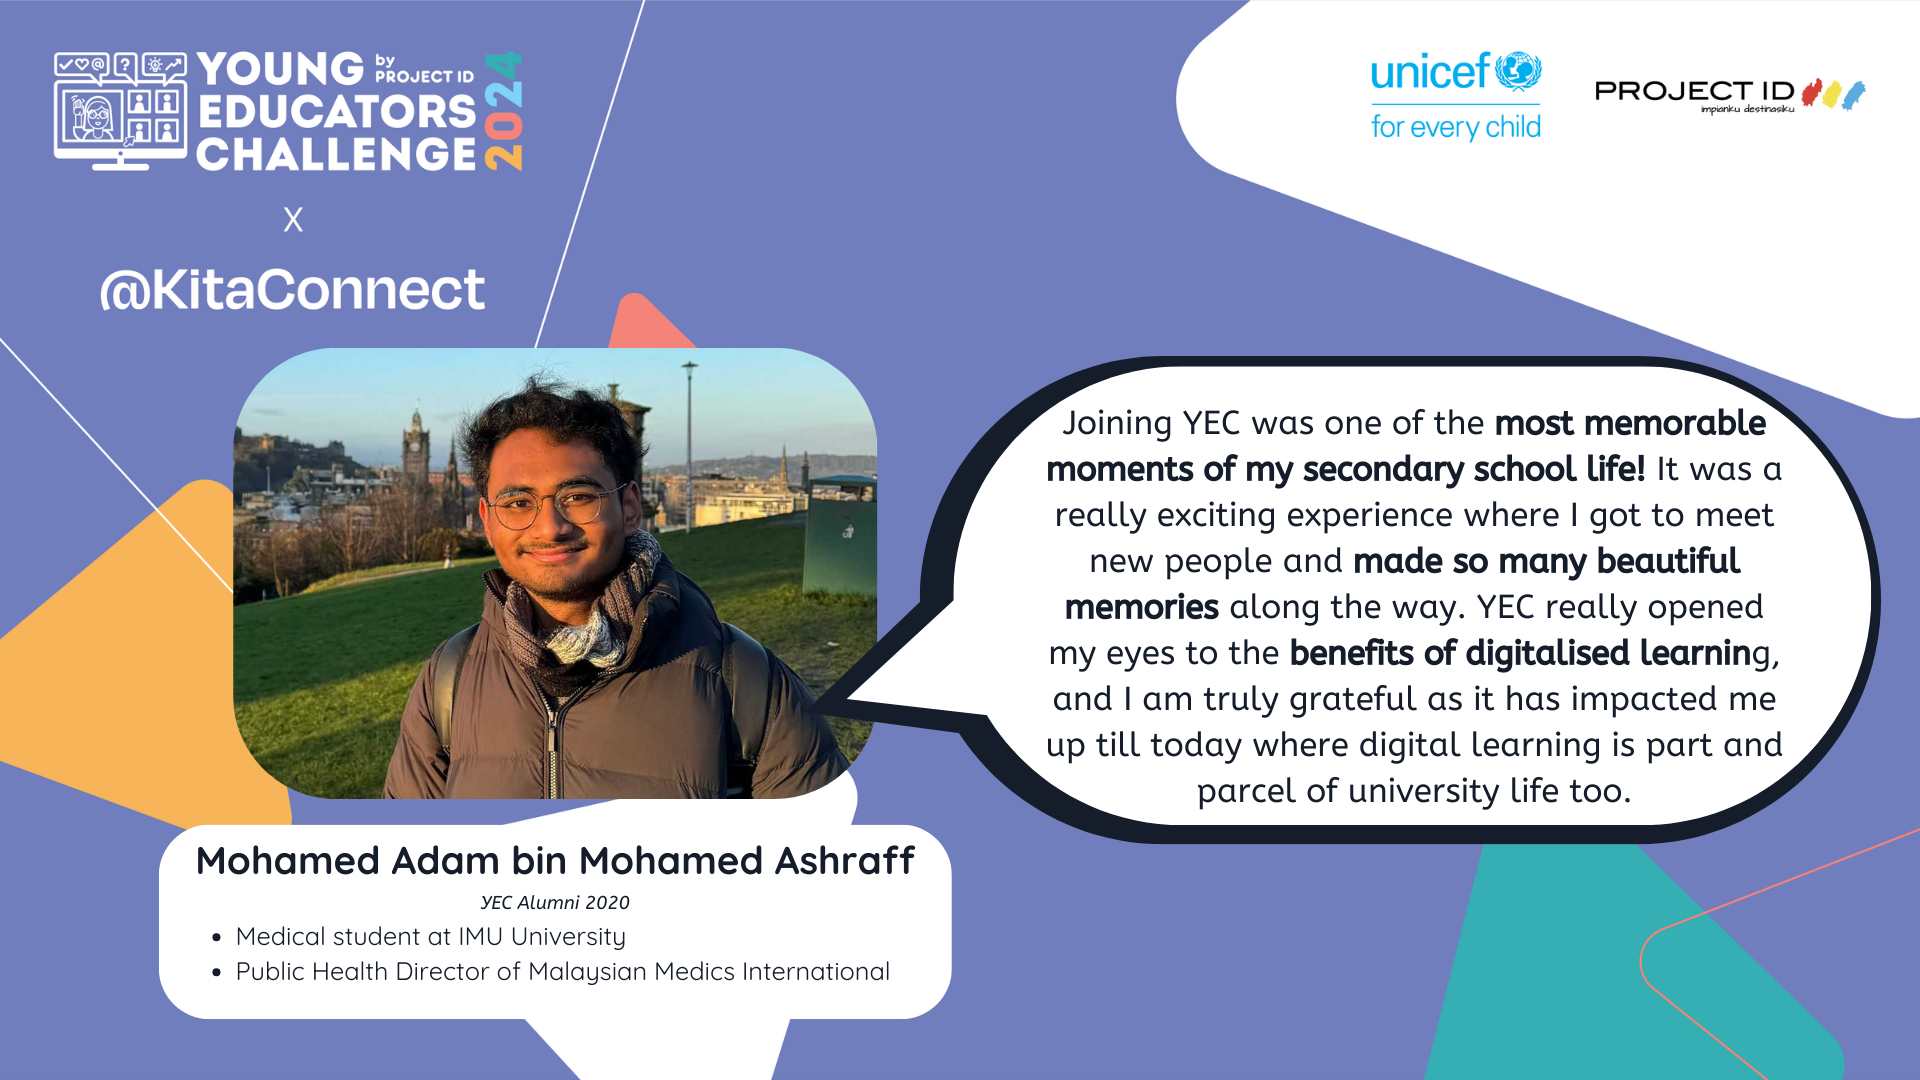 YOUNG by PROJECT ID
EDUCATORS
CHALLENGE
2024
X
@KitaConnect
unicef
for every child
PROJECT ID
impianku destinasiku
Joining YEC was one of the most memorable
moments of my secondary school life! It was a
really exciting experience where I got to meet
new people and made so many beautiful
memories along the way. YEC really opened
my eyes to the benefits of digitalised learning,
and I am truly grateful as it has impacted me
up till today where digital learning is part and
parcel of university life too.
Mohamed Adam bin Mohamed Ashraff
YEC Alumni 2020
• Medical student at IMU University
• Public Health Director of Malaysian Medics International